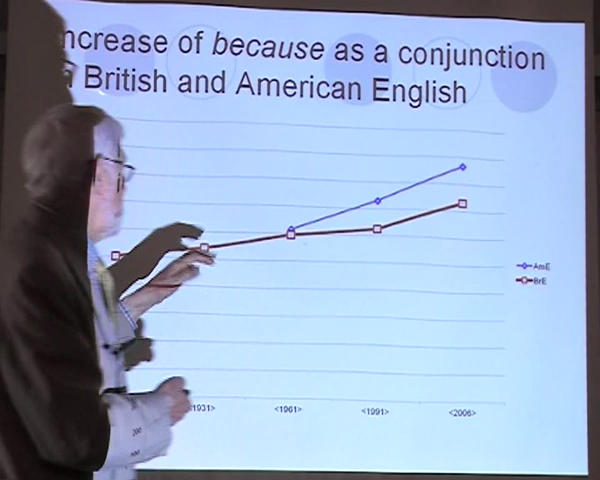 ncrease of because as a conjunction
British and American English
AmE
BrE
1931> <1961> <1991> <2006>